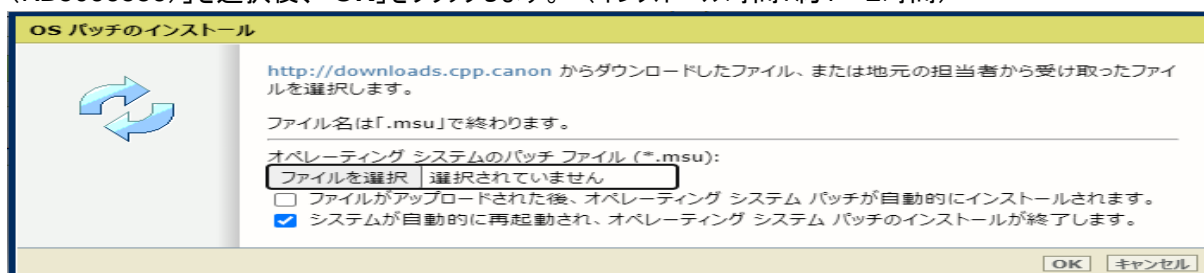 OS パッチのインストール
http://downloads.cpp.canon からダウンロードしたファイル、または地元の担当者から受け取ったファイ
ルを選択します。
ファイル名は「.msu」で終わります。
オペレーティング システムのパッチ ファイル (*.msu):
ファイルを選択 選択されていません
ファイルがアップロードされた後、オペレーティング システム パッチが自動的にインストールされます。
システムが自動的に再起動され、オペレーティング システム パッチのインストールが終了します。
OK キャンセル